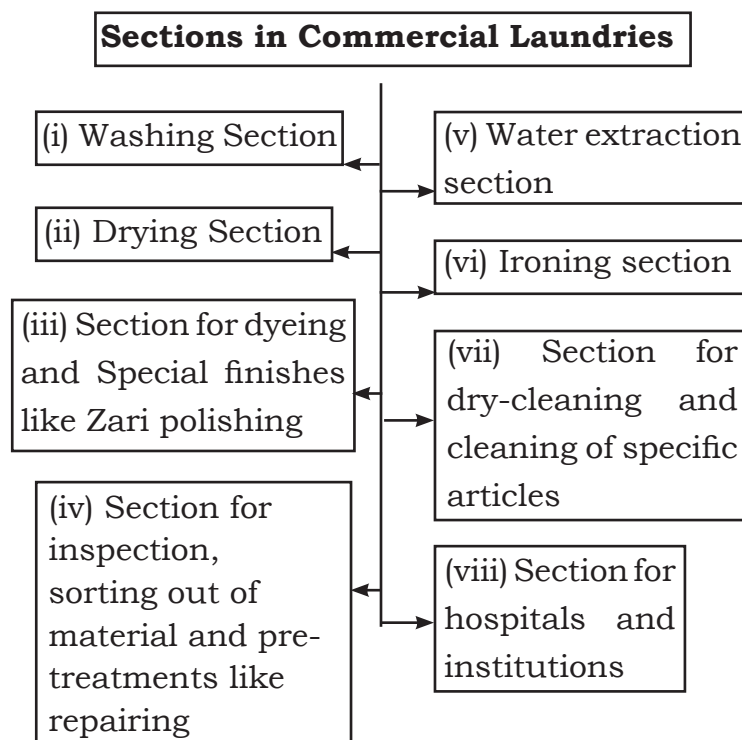 Sections in Commercial Laundries
(i) Washing Section
(ii) Drying Section
(iii) Section for dyeing
and Special finishes
like Zari polishing
(iv) Section for
inspection,
sorting out of
material and pre-
treatments like
repairing
(v) Water extraction
section
(vi) Ironing section
(vii) Section for
dry-cleaning and
cleaning of specific
articles
(viii) Section for
hospitals and
institutions